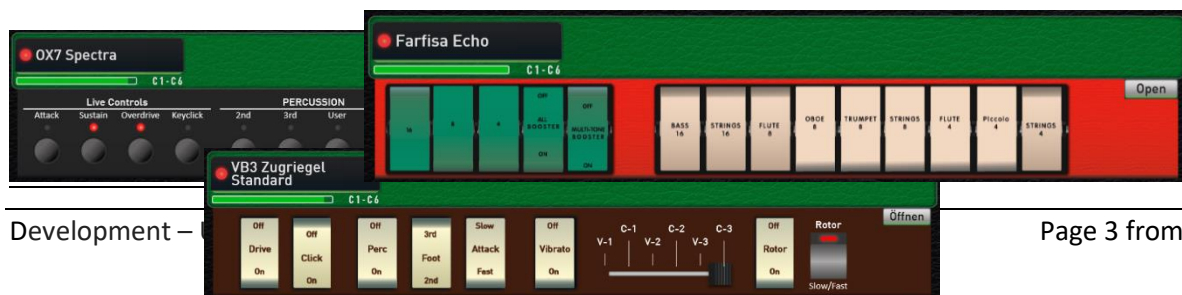 OX7 Spectra
C1-C6
Live Controls PERCUSSION
Attack Sustain Overdrive Keyclick 2nd 3rd User
Farfisa Echo
C1-C6
Open
16 8 4 OFF ALL BOOSTER ON OFF MULTI-TONE BOOSTER ON
BASS 16 STRINGS 16 FLUTE 8 OBOE 8 TRUMPET 8 STRINGS 8 FLUTE 4 Piccolo 4 STRINGS 4
VB3 Zugriegel
Standard
C1-C6
Öffnen
Off Off Off 3rd Slow Off C-1 C-2 C-3 Off Rotor
Drive Click Perc Foot Attack Vibrato V-1 V-2 V-3 Rotor
On On On 2nd Fast On On Slow/Fast
Development – Page 3 from